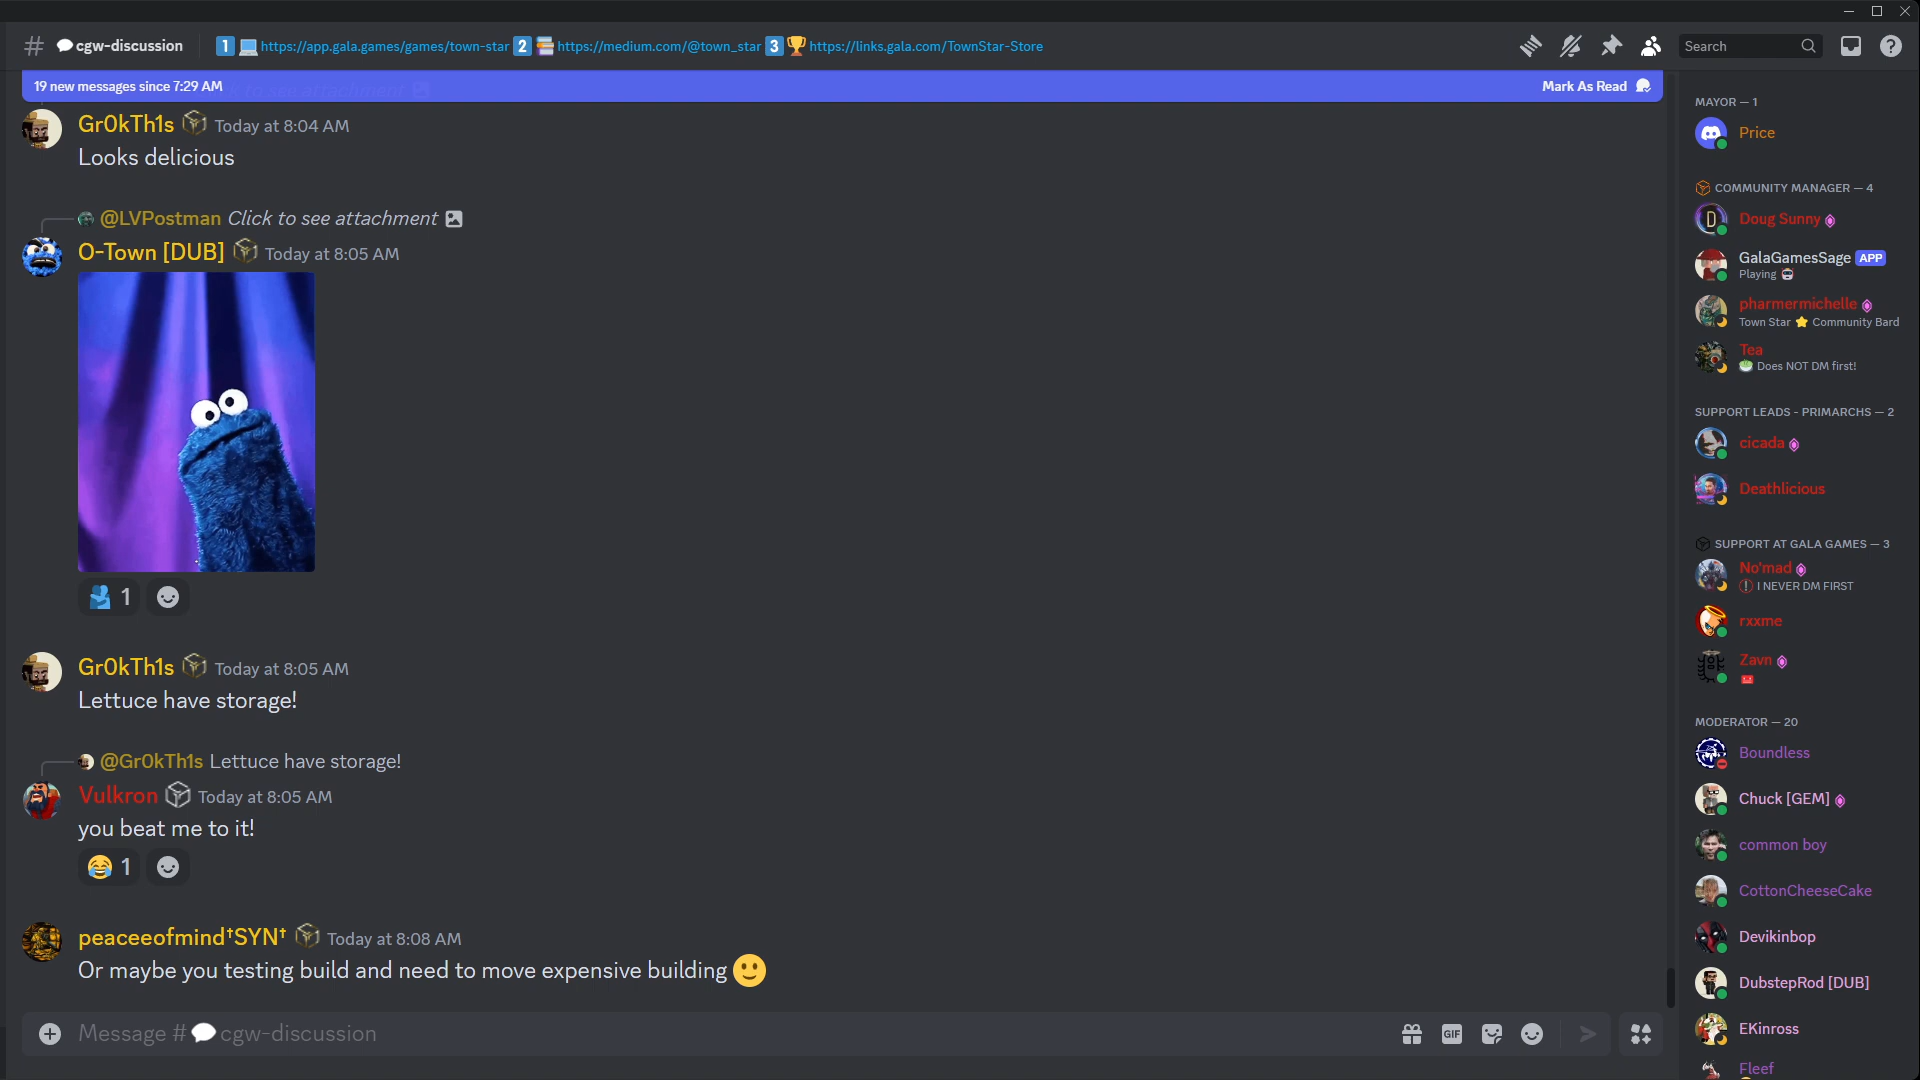 cgw-discussion
1 https://app.gala.games/games/town-star 2 https://medium.com/@town_star 3 https://links.gala.com/TownStar-Store
Search
19 new messages since 7:29 AM
Mark As Read
Gr0kTh1s Today at 8:04 AM
Looks delicious
@LVPostman Click to see attachment
O-Town [DUB] Today at 8:05 AM
1
Gr0kTh1s Today at 8:05 AM
Lettuce have storage!
@Gr0kTh1s Lettuce have storage!
Vulkron Today at 8:05 AM
you beat me to it!
1
peaceeofmind†SYN† Today at 8:08 AM
Or maybe you testing build and need to move expensive building
Message # cgw-discussion
GIF
MAYOR — 1
Price
COMMUNITY MANAGER — 4
Doug Sunny
GalaGamesSage APP
Playing
pharmermichelle
Town Star Community Bard
Tea
Does NOT DM first!
SUPPORT LEADS - PRIMARCHS — 2
cicada
Deathlicious
SUPPORT AT GALA GAMES — 3
No'mad
I NEVER DM FIRST
rxxme
Zavn
MODERATOR — 20
Boundless
Chuck [GEM]
common boy
CottonCheeseCake
Devikinbop
DubstepRod [DUB]
EKinross
Fleef